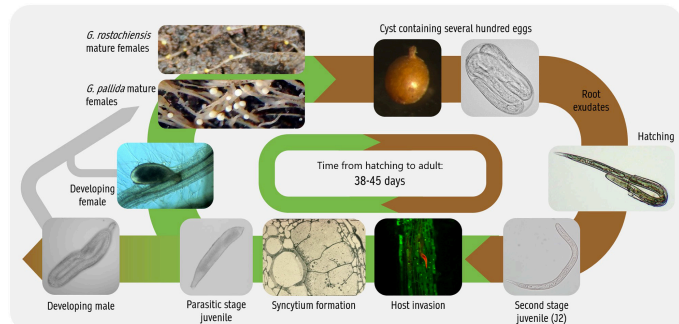 G. rostochiensis
mature females
Cyst containing several hundred eggs
G. pallida mature
females
Root
exudates
Hatching
Time from hatching to adult:
38-45 days
Developing
female
Developing male
Parasitic stage
juvenile
Syncytium formation
Host invasion
Second stage
juvenile (J2)